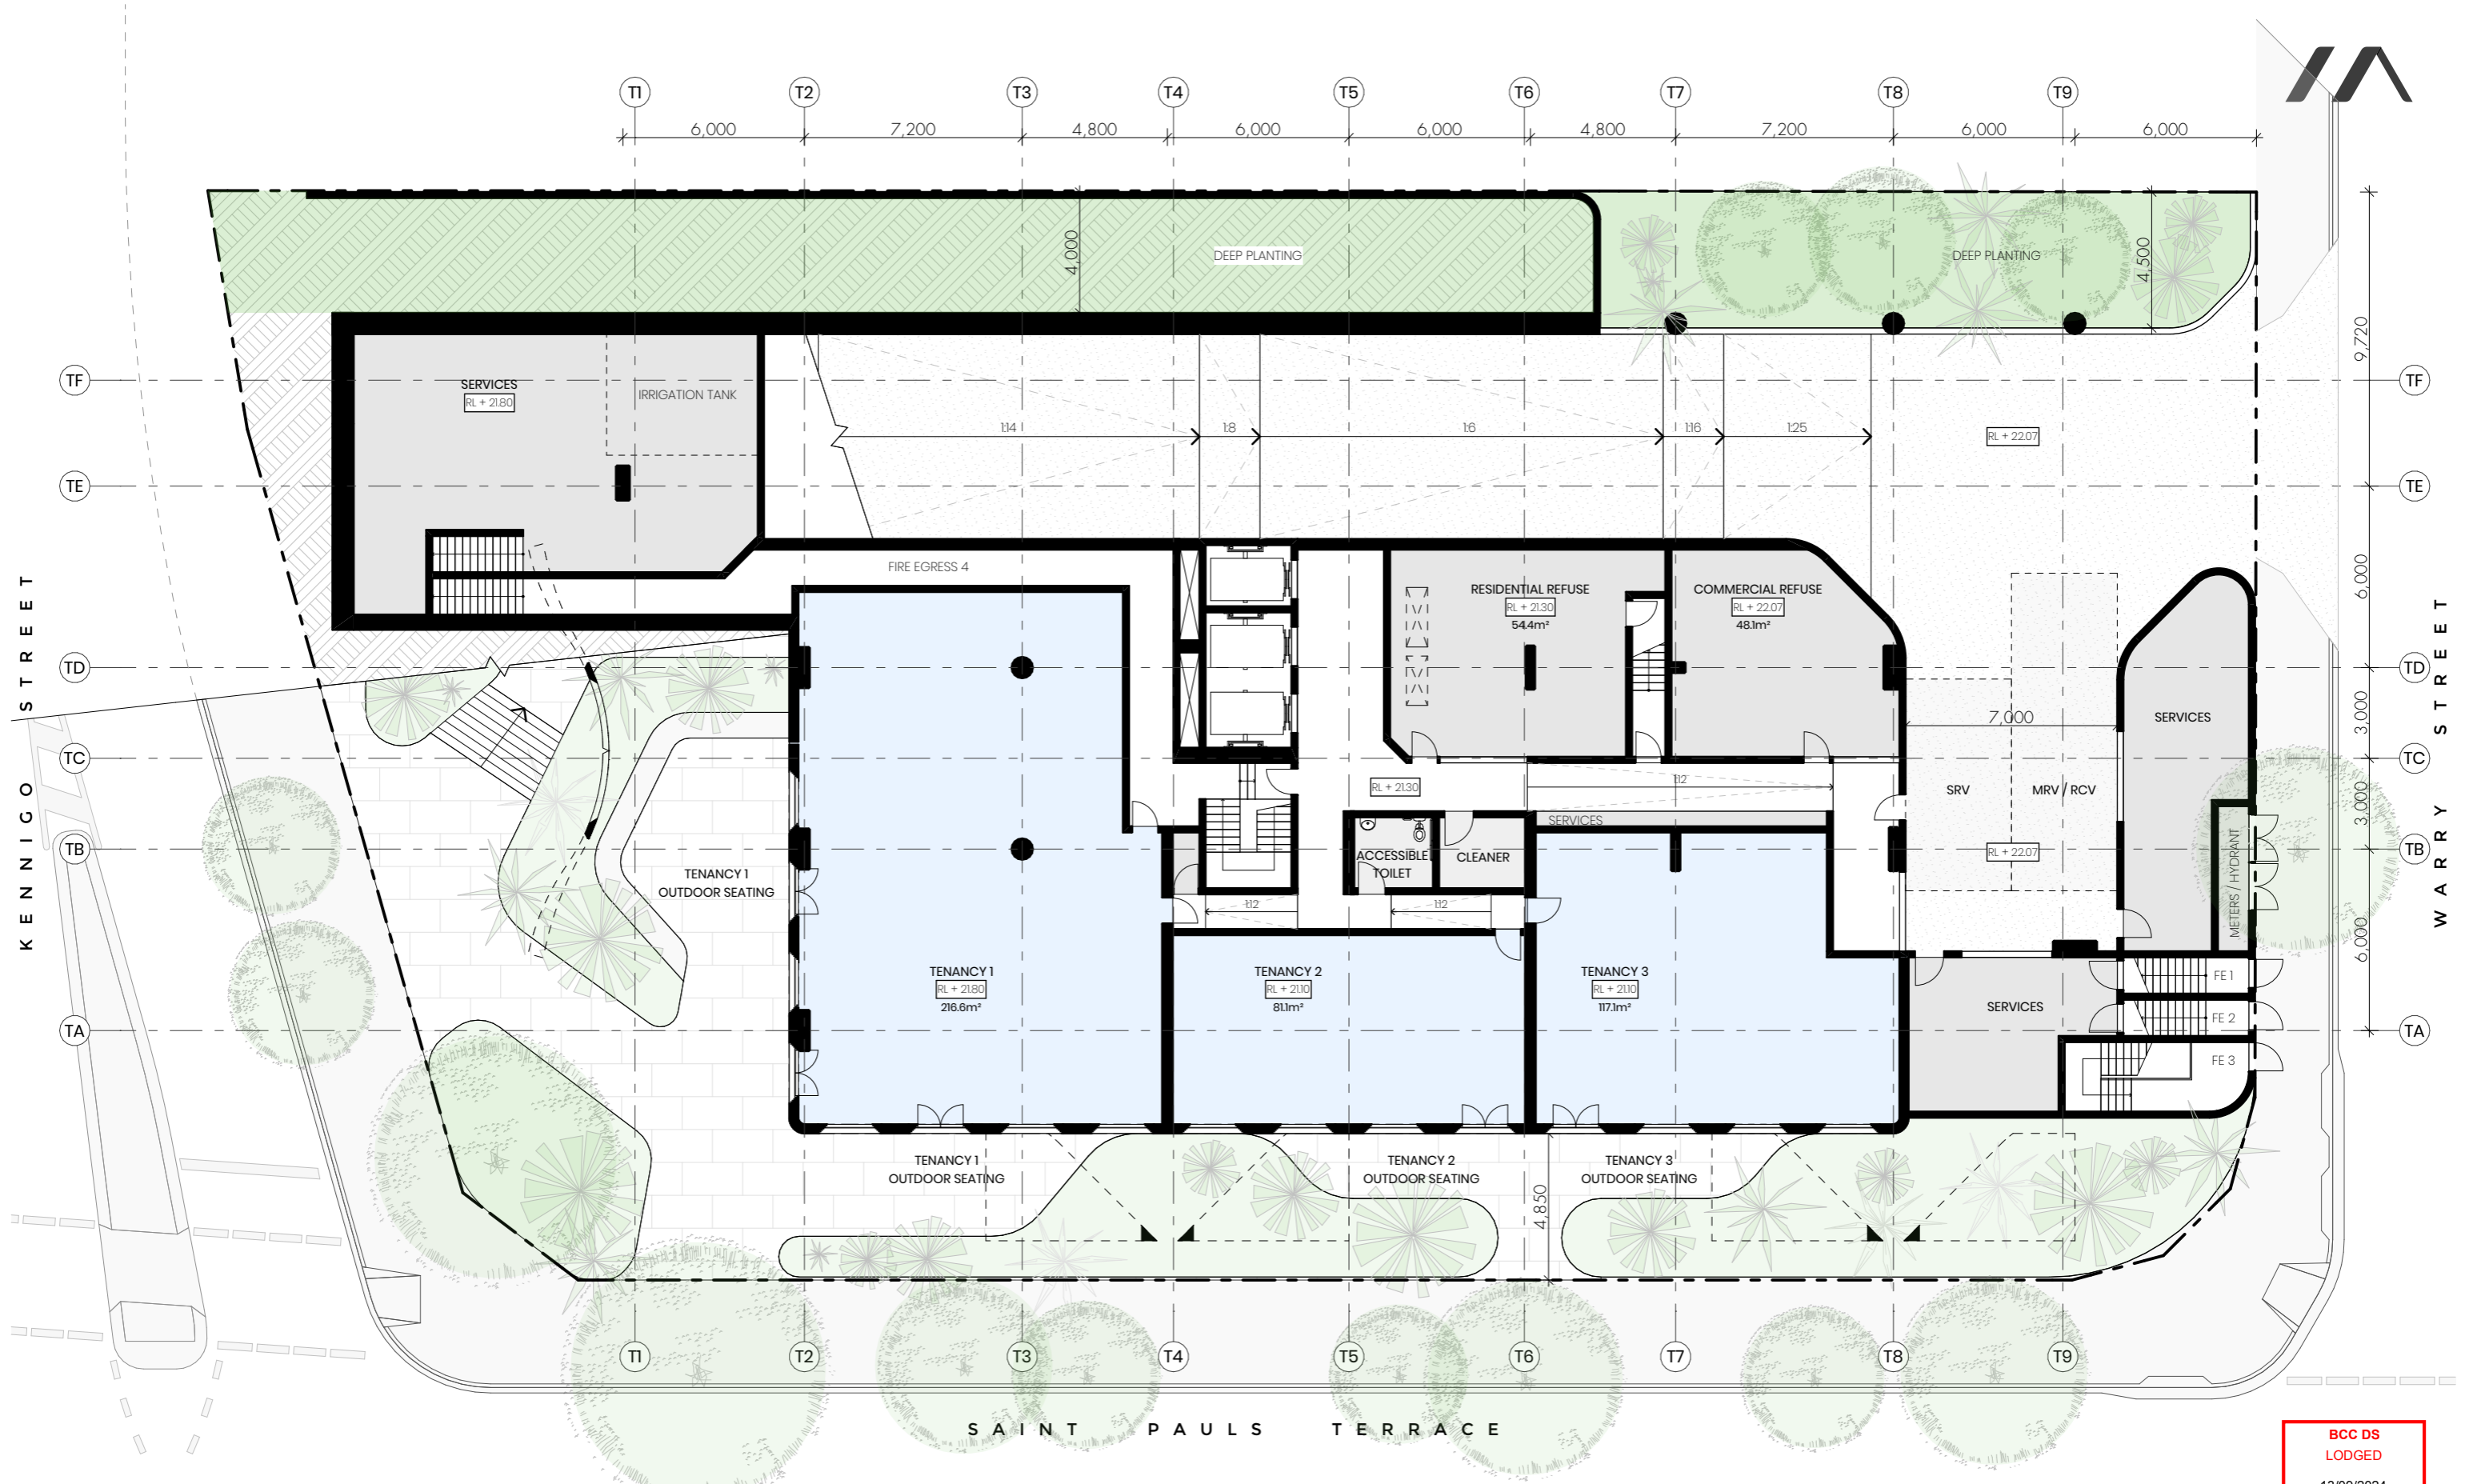 T1 T2 T3 T4 T5 T6 T7 T8 T9
6,000 7,200 4,800 6,000 6,000 4,800 7,200 6,000 6,000
DEEP PLANTING
DEEP PLANTING
4,000
4,500
9,720
TF
SERVICES
RL + 21.80
IRRIGATION TANK
TF
1:14 1:8 1:6 1:16 1:25
RL + 22.07
TE
TE
FIRE EGRESS 4
6,000
RESIDENTIAL REFUSE
RL + 21.30
54.4m²
COMMERCIAL REFUSE
RL + 22.07
48.1m²
KENNIGO STREET
WARRY STREET
TD
TD
7,000
SERVICES
3,000
TC
TC
RL + 21.30
1:12
SRV
MRV / RCV
3,000
SERVICES
TB
TB
ACCESSIBLE
TOILET
CLEANER
RL + 22.07
METERS / HYDRANT
TENANCY 1
OUTDOOR SEATING
1:12
1:12
6,000
TENANCY 1
RL + 21.80
216.6m²
TENANCY 2
RL + 21.10
81.1m²
TENANCY 3
RL + 21.10
117.1m²
FE 1
SERVICES
FE 2
TA
TA
FE 3
TENANCY 1
OUTDOOR SEATING
TENANCY 2
OUTDOOR SEATING
TENANCY 3
OUTDOOR SEATING
4,850
T1 T2 T3 T4 T5 T6 T7 T8 T9
SAINT PAULS TERRACE
BCC DS
LODGED